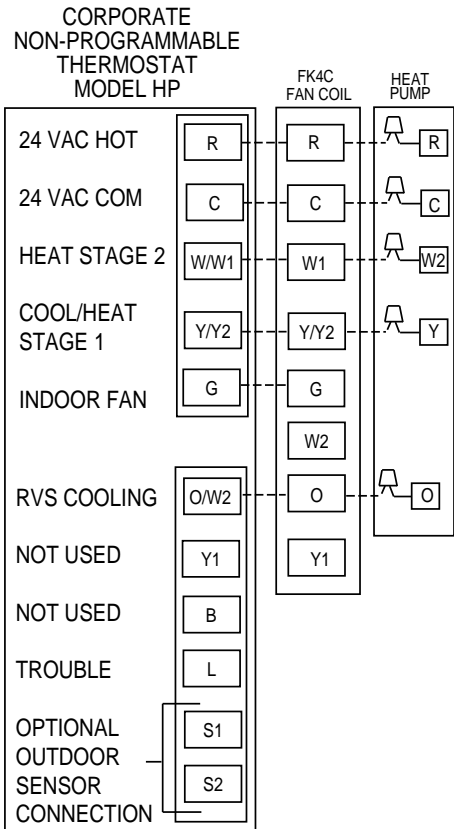 CORPORATE
NON-PROGRAMMABLE
THERMOSTAT
MODEL HP
FK4C
FAN COIL
HEAT
PUMP
24 VAC HOT R R R
24 VAC COM C C C
HEAT STAGE 2 W/W1 W1 W2
COOL/HEAT
STAGE 1 Y/Y2 Y/Y2 Y
INDOOR FAN G G
W2
RVS COOLING O/W2 O O
NOT USED Y1 Y1
NOT USED B
TROUBLE L
OPTIONAL S1
OUTDOOR
SENSOR S2
CONNECTION